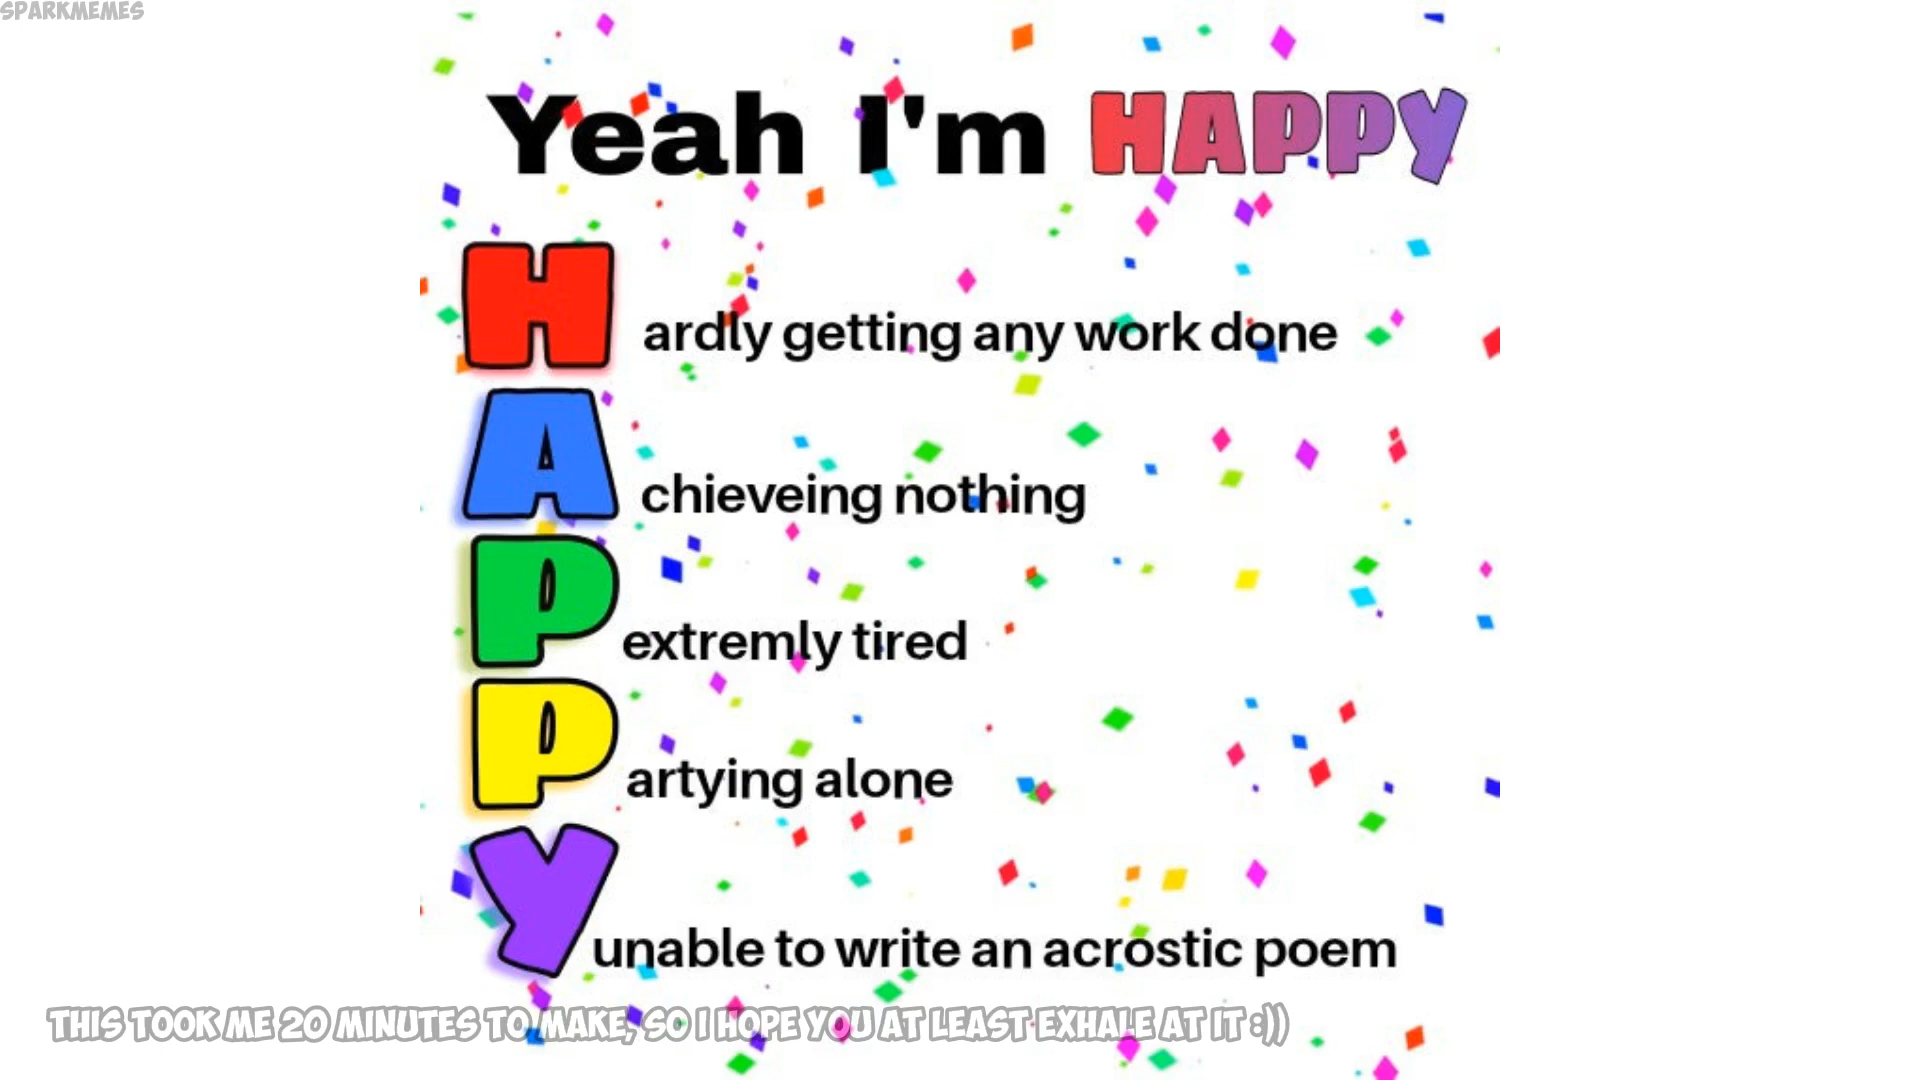 SPARKMEMES
Yeah I'm HAPPY
H ardly getting any work done
A chieveing nothing
P extremly tired
P artying alone
Y unable to write an acrostic poem
THIS TOOK ME 20 MINUTES TO MAKE, SO I HOPE YOU AT LEAST EXHALE AT IT :))